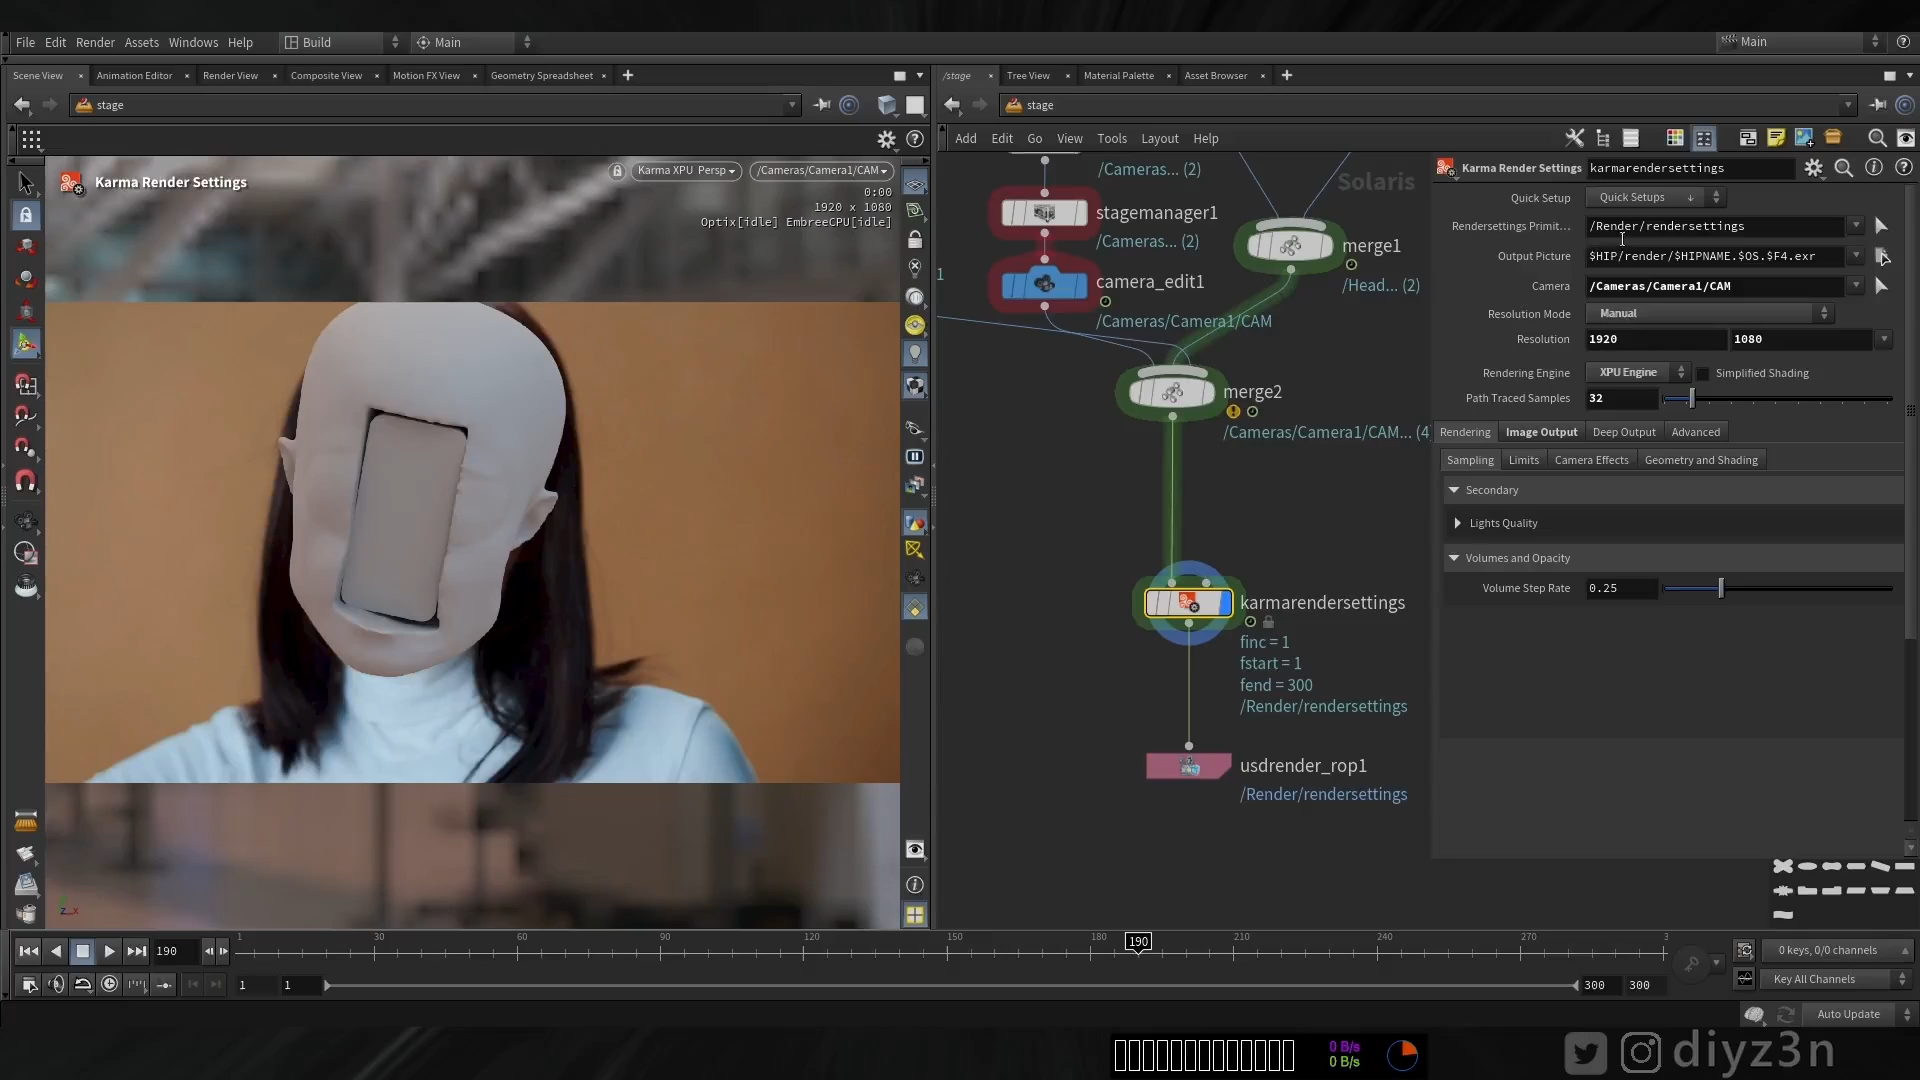 File Edit Render Assets Windows Help Build Main Main
Scene View Animation Editor Render View Composite View Motion FX View Geometry Spreadsheet
/stage Tree View Material Palette Asset Browser
stage
stage
Add Edit Go View Tools Layout Help
Karma Render Settings
Karma XPU Persp
/Cameras/Camera1/CAM
0:00
1920 x 1080
Optix[idle] EmbreeCPU[idle]
Solaris
/Cameras... (2)
stagemanager1
/Cameras... (2)
camera_edit1
/Cameras/Camera1/CAM
1
merge1
/Head... (2)
merge2
/Cameras/Camera1/CAM... (4
karmarendersettings
finc = 1
fstart = 1
fend = 300
/Render/rendersettings
usdrender_rop1
/Render/rendersettings
Karma Render Settings karmarendersettings
Quick Setup Quick Setups
Rendersettings Primit... /Render/rendersettings
Output Picture $HIP/render/$HIPNAME.$OS.$F4.exr
Camera /Cameras/Camera1/CAM
Resolution Mode Manual
Resolution 1920 1080
Rendering Engine XPU Engine Simplified Shading
Path Traced Samples 32
Rendering Image Output Deep Output Advanced
Sampling Limits Camera Effects Geometry and Shading
Secondary
Lights Quality
Volumes and Opacity
Volume Step Rate 0.25
z x
190 1 30 60 90 120 150 180 190 210 240 270 3
0 keys, 0/0 channels
1 1 300 300
Key All Channels
Auto Update
0 B/s
0 B/s
diyz3n